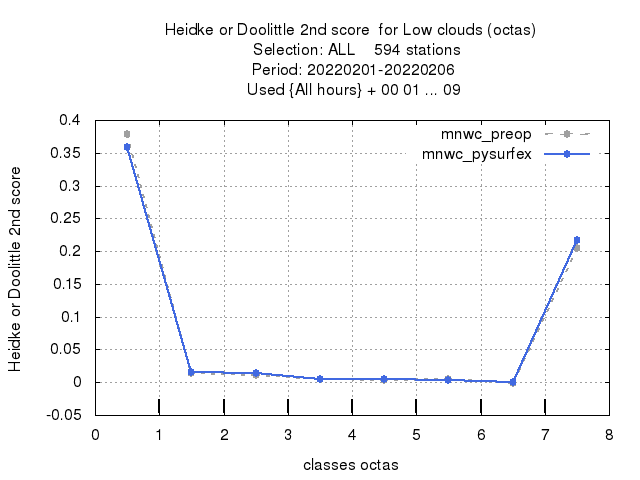 Heidke or Doolittle 2nd score  for Low clouds (octas)
Selection: ALL    594 stations
Period: 20220201-20220206
Used {All hours} + 00 01 ... 09
mnwc_preop
mnwc_pysurfex
Heidke or Doolittle 2nd score
0.4
0.35
0.3
0.25
0.2
0.15
0.1
0.05
0
-0.05
0 1 2 3 4 5 6 7 8
classes octas